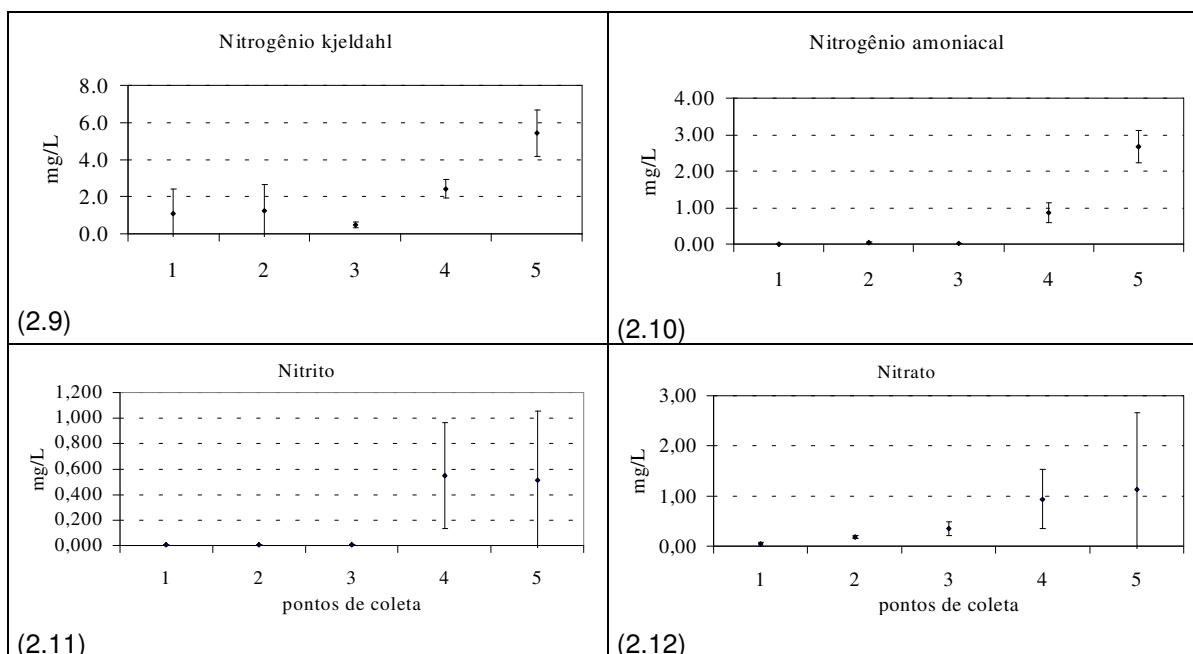 Nitrogênio kjeldahl
8.0
6.0
4.0
2.0
0.0
mg/L
1 2 3 4 5
(2.9)
Nitrogênio amoniacal
4.00
3.00
2.00
1.00
0.00
mg/L
1 2 3 4 5
(2.10)
Nitrito
1,200
1,000
0,800
0,600
0,400
0,200
0,000
mg/L
1 2 3 4 5
pontos de coleta
(2.11)
Nitrato
3,00
2,00
1,00
0,00
mg/L
1 2 3 4 5
pontos de coleta
(2.12)